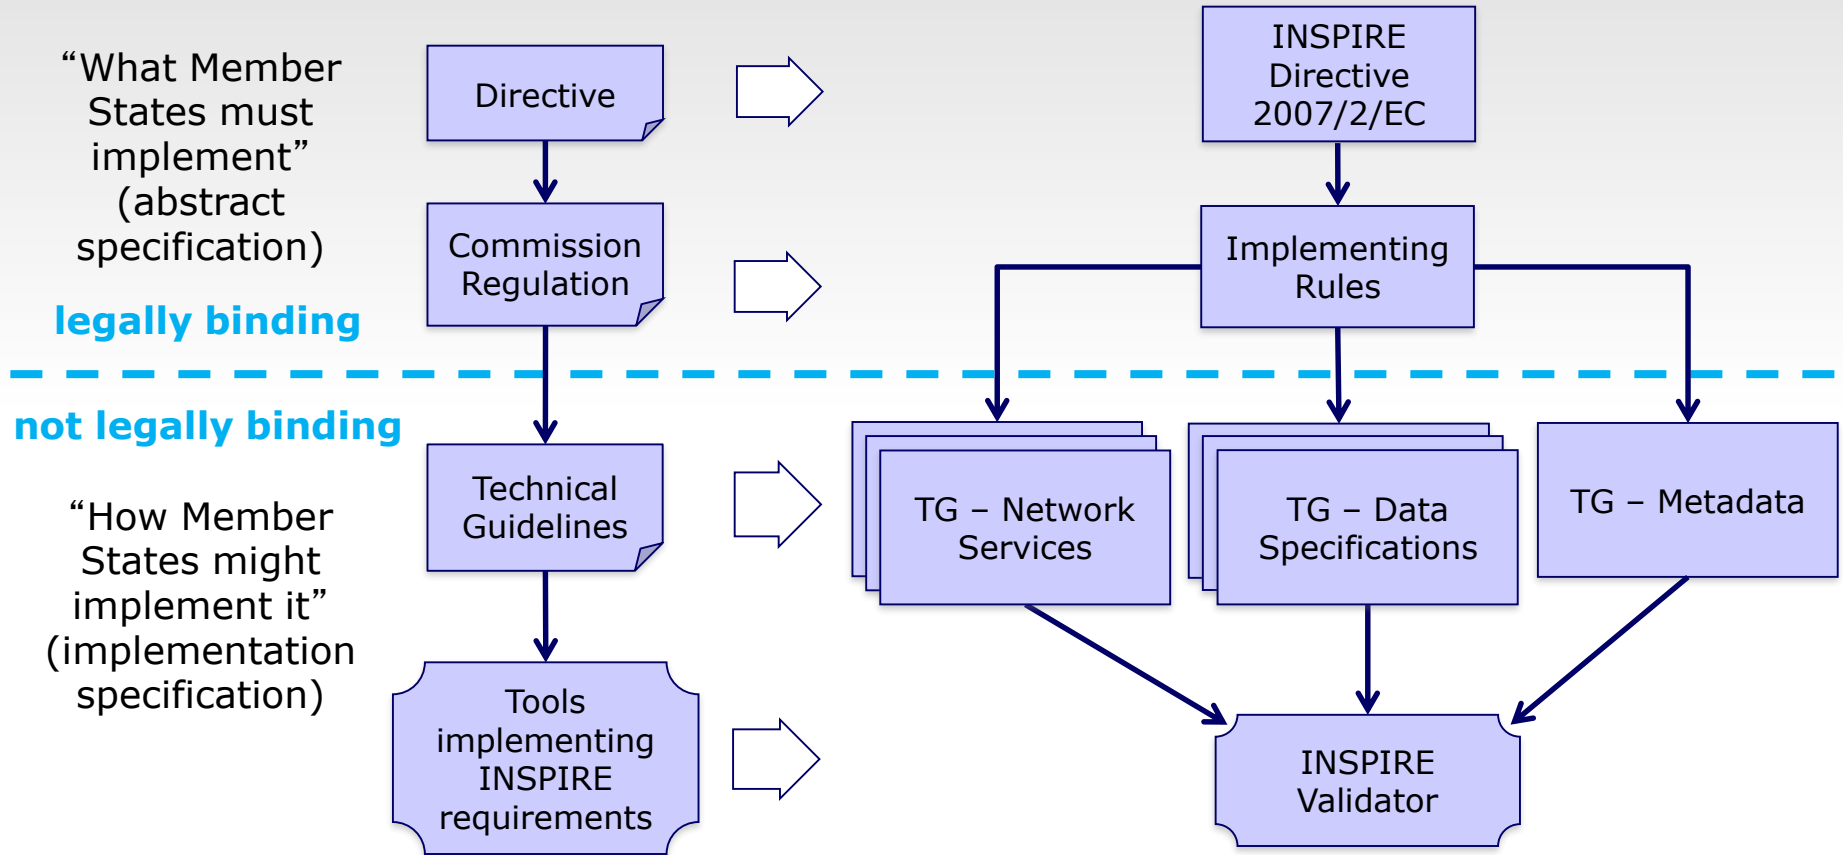 “What Member
States must
implement”
(abstract
specification)
legally binding
not legally binding
“How Member
States might
implement it”
(implementation
specification)
Directive
Commission
Regulation
Technical
Guidelines
Tools
implementing
INSPIRE
requirements
INSPIRE
Directive
2007/2/EC
Implementing
Rules
TG – Network
Services
TG – Data
Specifications
TG – Metadata
INSPIRE
Validator